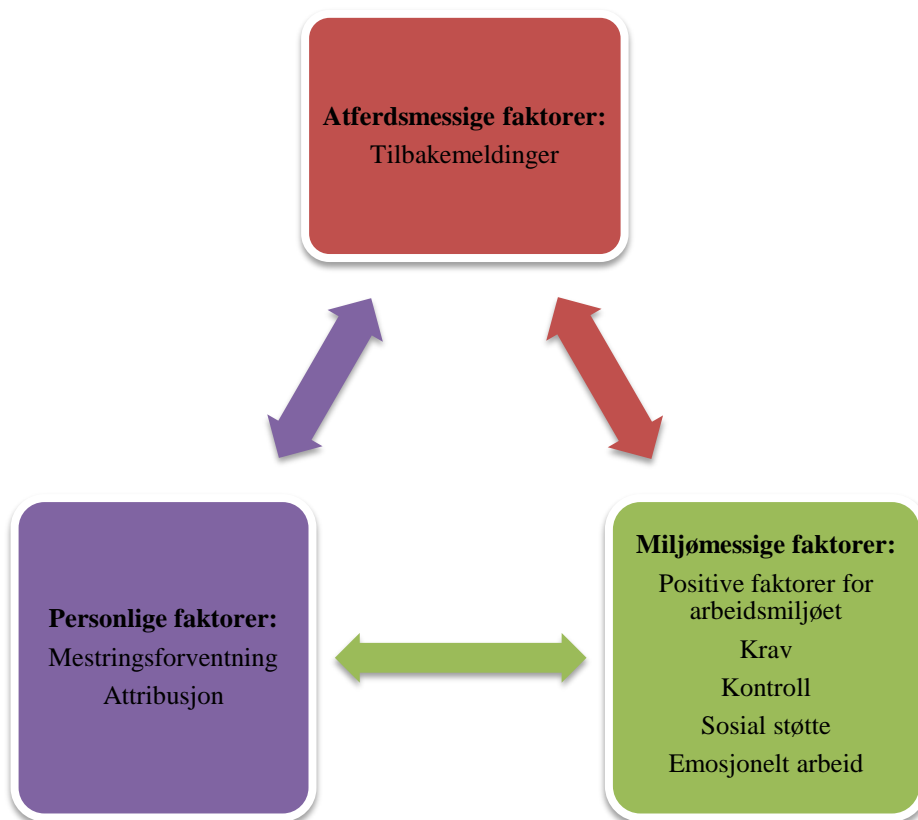 Atferdsmessige faktorer:
Tilbakemeldinger
Personlige faktorer:
Mestringsforventning
Attribusjon
Miljømessige faktorer:
Positive faktorer for
arbeidsmiljøet
Krav
Kontroll
Sosial støtte
Emosjonelt arbeid